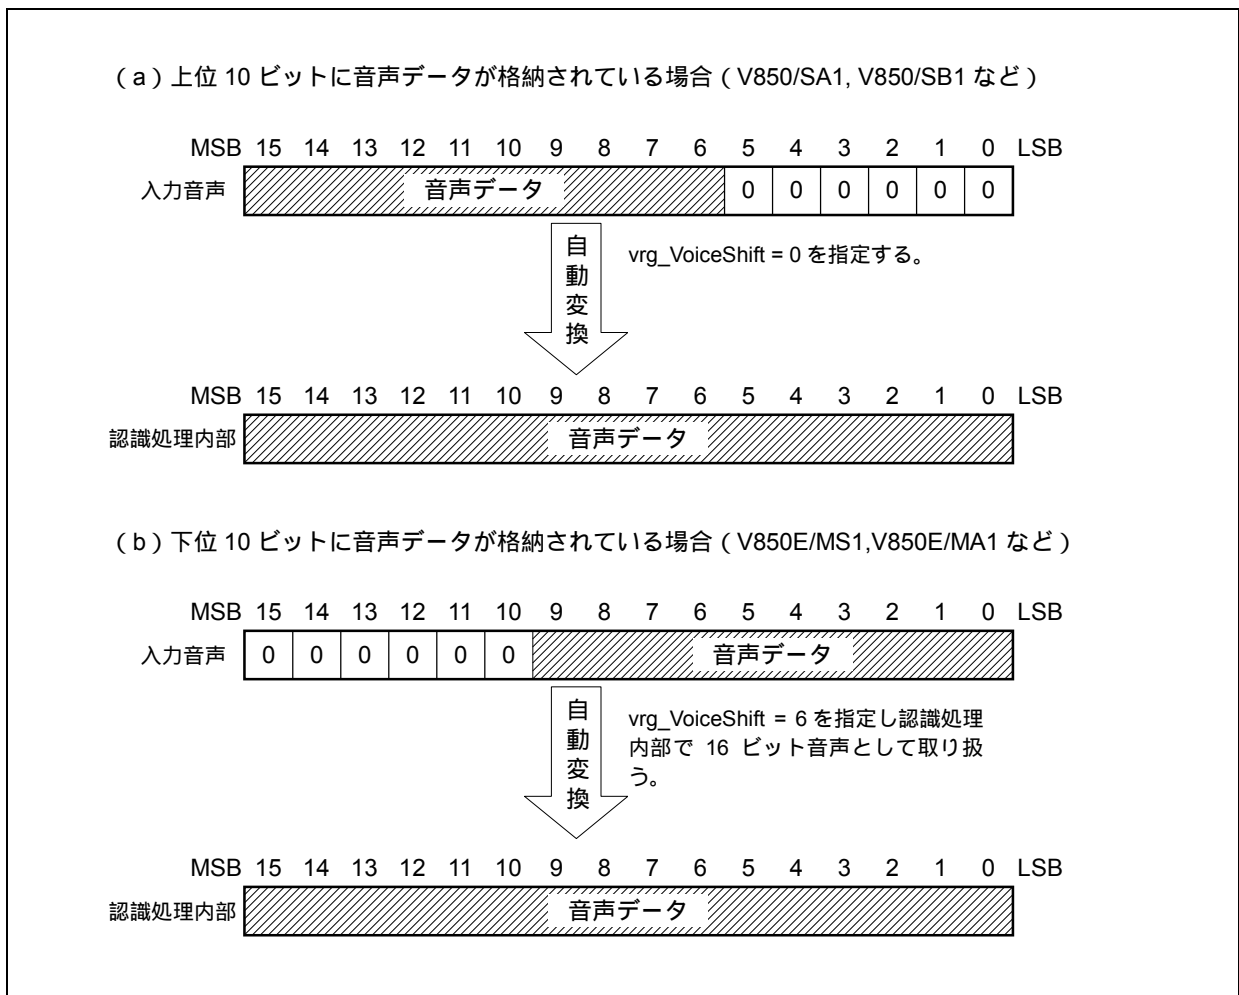 (a)上位 10 ビットに音声データが格納されている場合(V850/SA1, V850/SB1 など)
MSB 15 14 13 12 11 10 9 8 7 6 5 4 3 2 1 0 LSB
入力音声 音声データ 0 0 0 0 0 0
自動変換
vrg_VoiceShift = 0 を指定する。
MSB 15 14 13 12 11 10 9 8 7 6 5 4 3 2 1 0 LSB
認識処理内部 音声データ
(b)下位 10 ビットに音声データが格納されている場合(V850E/MS1,V850E/MA1 など)
MSB 15 14 13 12 11 10 9 8 7 6 5 4 3 2 1 0 LSB
入力音声 0 0 0 0 0 0 音声データ
自動変換
vrg_VoiceShift = 6 を指定し認識処理
内部で 16 ビット音声として取り扱
う。
MSB 15 14 13 12 11 10 9 8 7 6 5 4 3 2 1 0 LSB
認識処理内部 音声データ